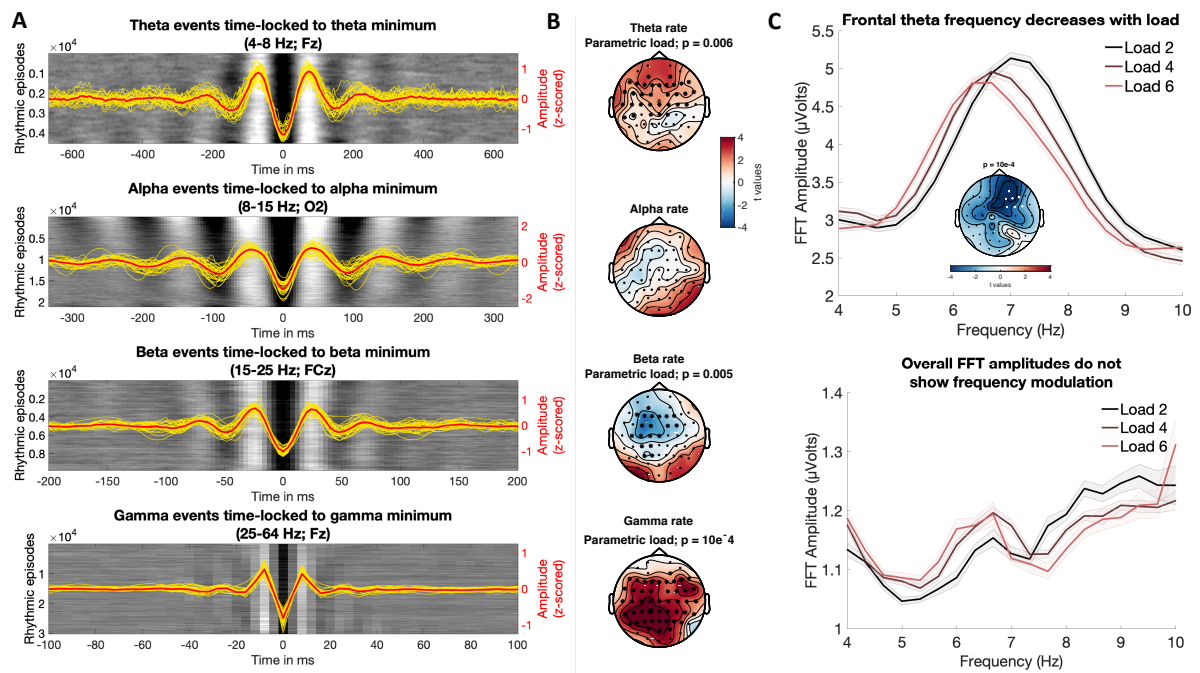 A
Theta events time-locked to theta minimum
(4-8 Hz; Fz)
×10⁴
Rhythmic episodes
0.1
0.2
0.3
0.4
1
0
-1
Amplitude
(z-scored)
-600 -400 -200 0 200 400 600
Time in ms
Alpha events time-locked to alpha minimum
(8-15 Hz; O2)
×10⁴
Rhythmic episodes
0.5
1
1.5
2
2
0
-2
Amplitude
(z-scored)
-300 -200 -100 0 100 200 300
Time in ms
Beta events time-locked to beta minimum
(15-25 Hz; FCz)
×10⁴
Rhythmic episodes
0.2
0.4
0.6
0.8
1
0
-1
Amplitude
(z-scored)
-200 -150 -100 -50 0 50 100 150 200
Time in ms
Gamma events time-locked to gamma minimum
(25-64 Hz; Fz)
×10⁴
Rhythmic episodes
1
2
3
1
0
-1
Amplitude
(z-scored)
-100 -80 -60 -40 -20 0 20 40 60 80 100
Time in ms
B
Theta rate
Parametric load; p = 0.006
4
2
0
-2
-4
t values
Alpha rate
Beta rate
Parametric load; p = 0.005
Gamma rate
Parametric load; p = 10e⁻4
C
Frontal theta frequency decreases with load
5.5
5
4.5
4
3.5
3
2.5
2
FFT Amplitude (µVolts)
Load 2
Load 4
Load 6
p = 10e-4
-4 -2 0 2 4
t values
4 5 6 7 8 9 10
Frequency (Hz)
Overall FFT amplitudes do not
show frequency modulation
1.4
1.3
1.2
1.1
1
FFT Amplitude (µVolts)
Load 2
Load 4
Load 6
4 5 6 7 8 9 10
Frequency (Hz)